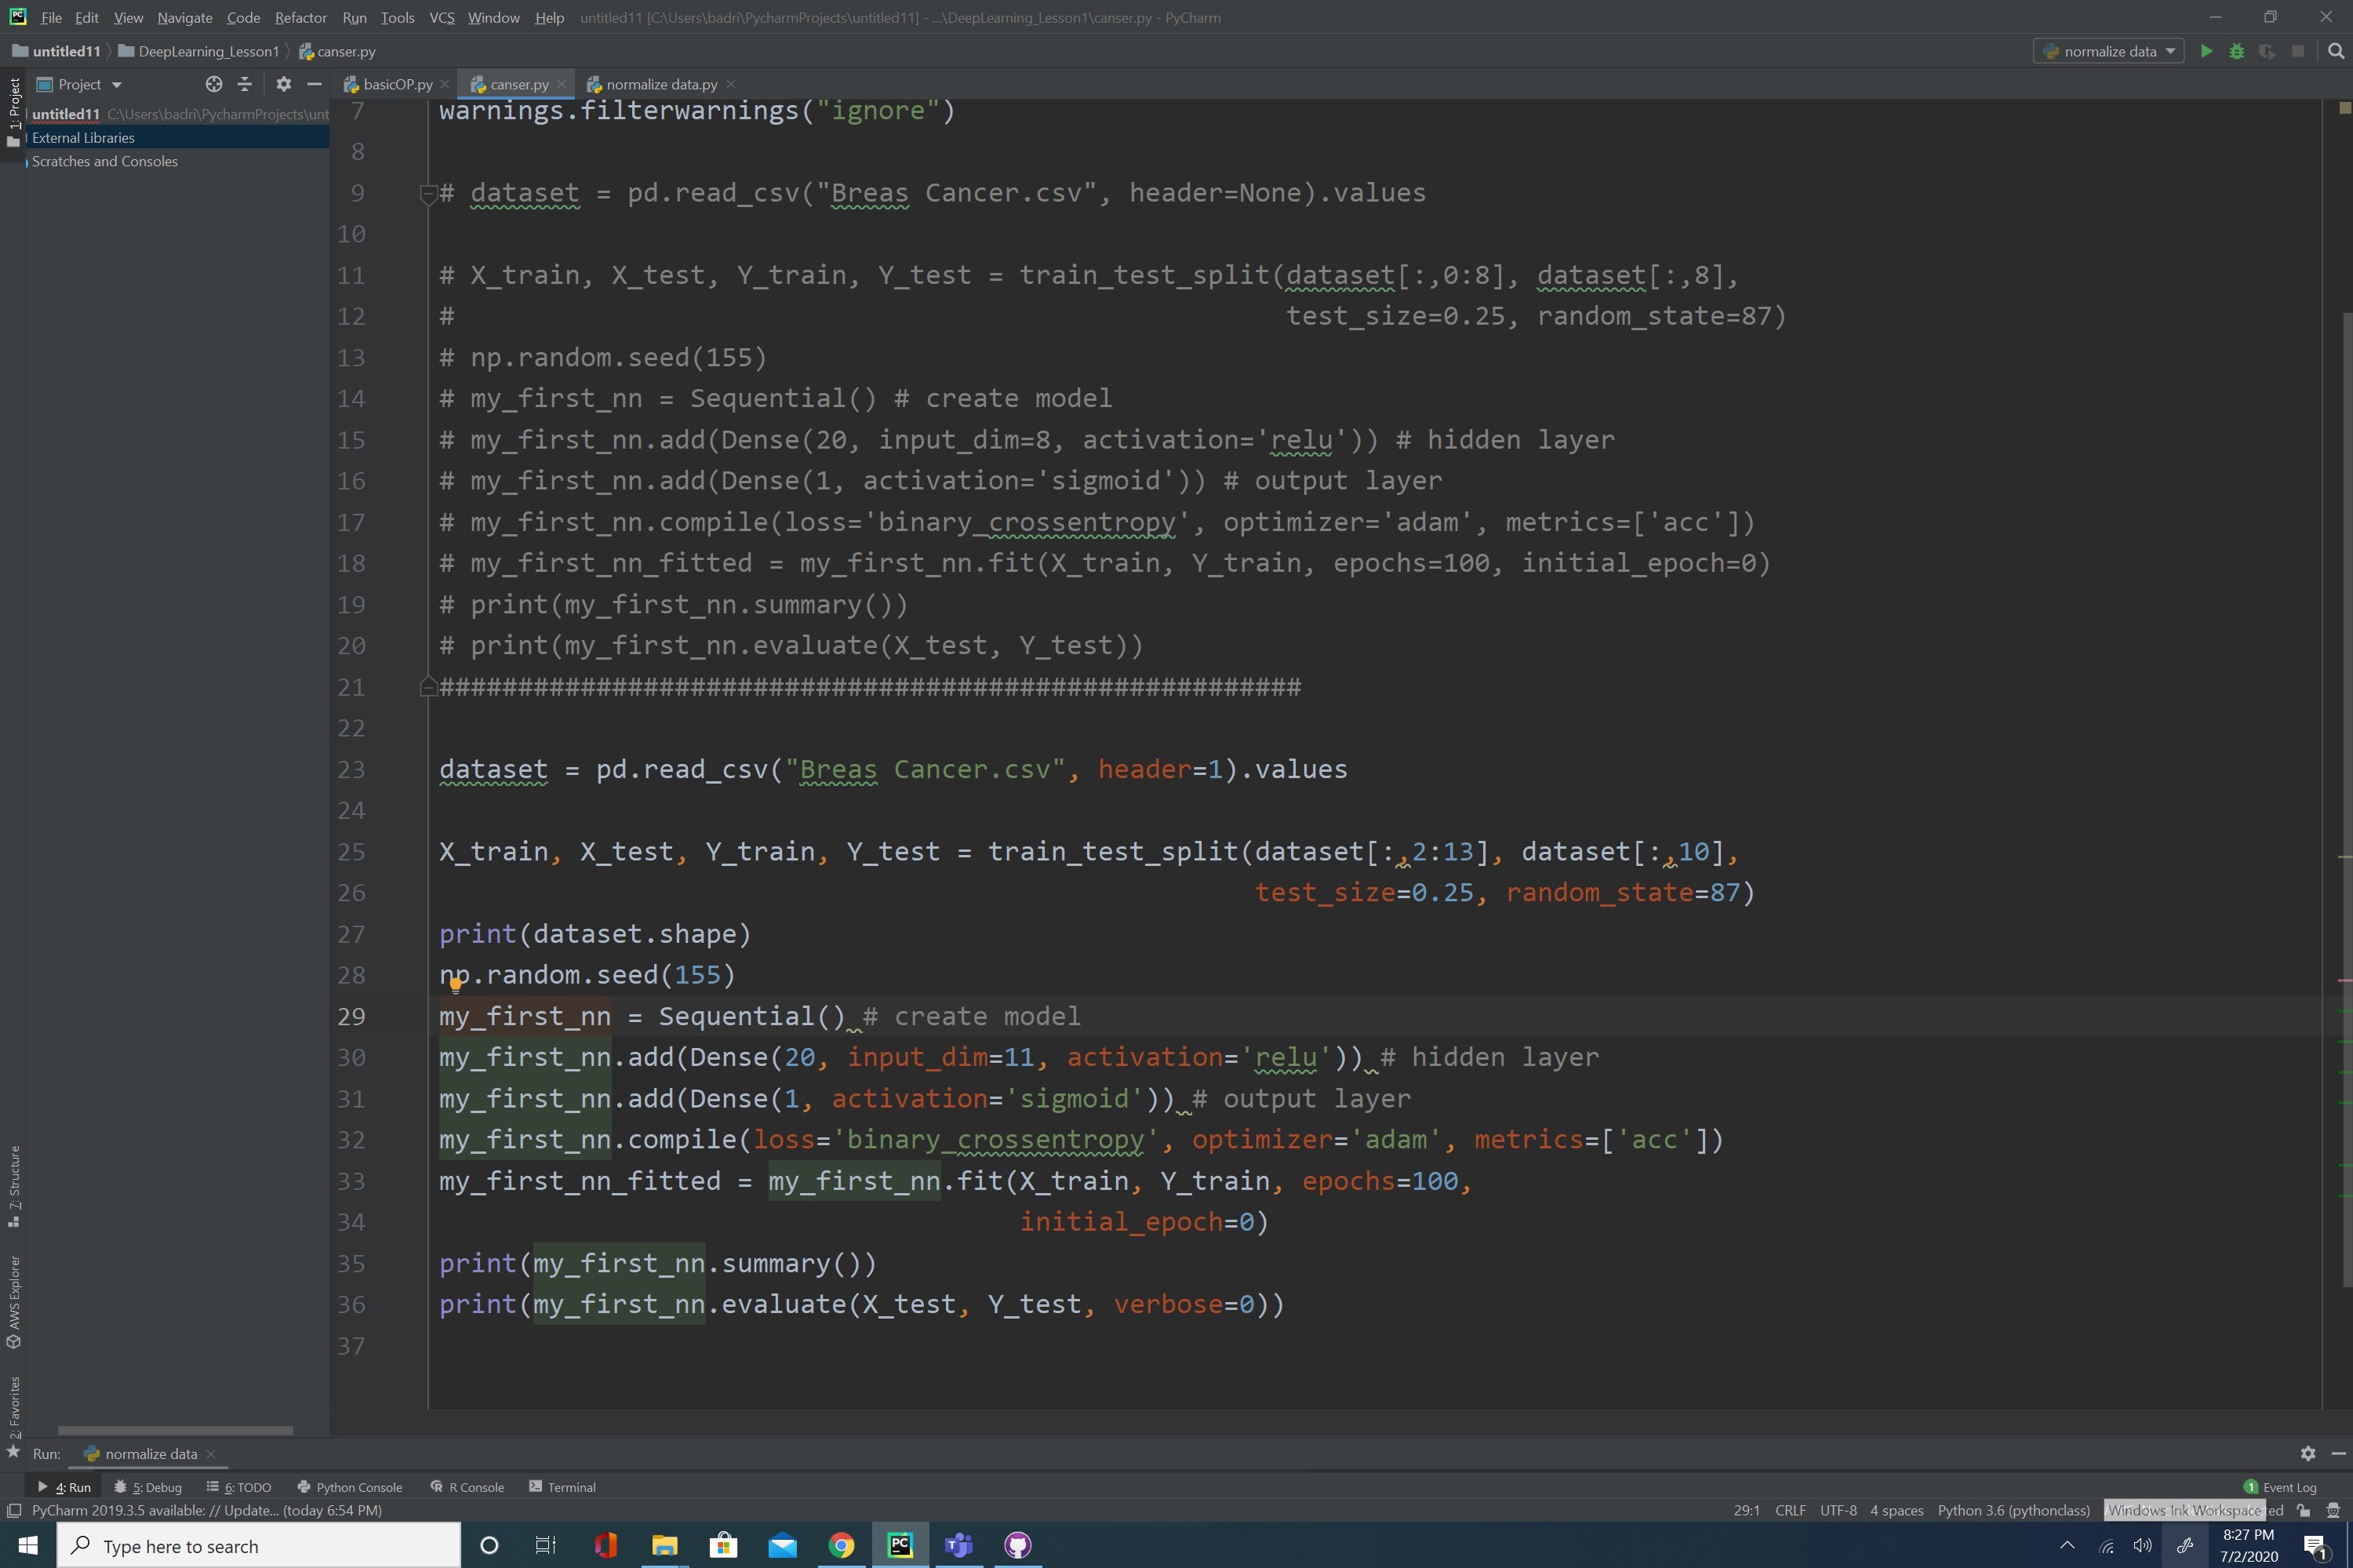 File Edit View Navigate Code Refactor Run Tools VCS Window Help untitled11 [C:\Users\badri\PycharmProjects\untitled11] - ...\DeepLearning_Lesson1\canser.py - PyCharm
untitled11 DeepLearning_Lesson1 canser.py normalize data
Project basicOP.py canser.py normalize data.py
1: Project
untitled11 C:\Users\badri\PycharmProjects\unt
External Libraries
Scratches and Consoles
7 warnings.filterwarnings("ignore")
8
9 # dataset = pd.read_csv("Breas Cancer.csv", header=None).values
10
11 # X_train, X_test, Y_train, Y_test = train_test_split(dataset[:,0:8], dataset[:,8],
12 # test_size=0.25, random_state=87)
13 # np.random.seed(155)
14 # my_first_nn = Sequential() # create model
15 # my_first_nn.add(Dense(20, input_dim=8, activation='relu')) # hidden layer
16 # my_first_nn.add(Dense(1, activation='sigmoid')) # output layer
17 # my_first_nn.compile(loss='binary_crossentropy', optimizer='adam', metrics=['acc'])
18 # my_first_nn_fitted = my_first_nn.fit(X_train, Y_train, epochs=100, initial_epoch=0)
19 # print(my_first_nn.summary())
20 # print(my_first_nn.evaluate(X_test, Y_test))
21 #######################################################
22
23 dataset = pd.read_csv("Breas Cancer.csv", header=1).values
24
25 X_train, X_test, Y_train, Y_test = train_test_split(dataset[:,2:13], dataset[:,10],
26 test_size=0.25, random_state=87)
27 print(dataset.shape)
28 np.random.seed(155)
29 my_first_nn = Sequential() # create model
30 my_first_nn.add(Dense(20, input_dim=11, activation='relu')) # hidden layer
31 my_first_nn.add(Dense(1, activation='sigmoid')) # output layer
32 my_first_nn.compile(loss='binary_crossentropy', optimizer='adam', metrics=['acc'])
33 my_first_nn_fitted = my_first_nn.fit(X_train, Y_train, epochs=100,
34 initial_epoch=0)
35 print(my_first_nn.summary())
36 print(my_first_nn.evaluate(X_test, Y_test, verbose=0))
37
7: Structure
AWS Explorer
2: Favorites
Run: normalize data
4: Run 5: Debug 6: TODO Python Console R Console Terminal 1 Event Log
PyCharm 2019.3.5 available: // Update... (today 6:54 PM) 29:1 CRLF UTF-8 4 spaces Python 3.6 (pythonclass) Windows Ink Workspace
Type here to search
8:27 PM
7/2/2020
1